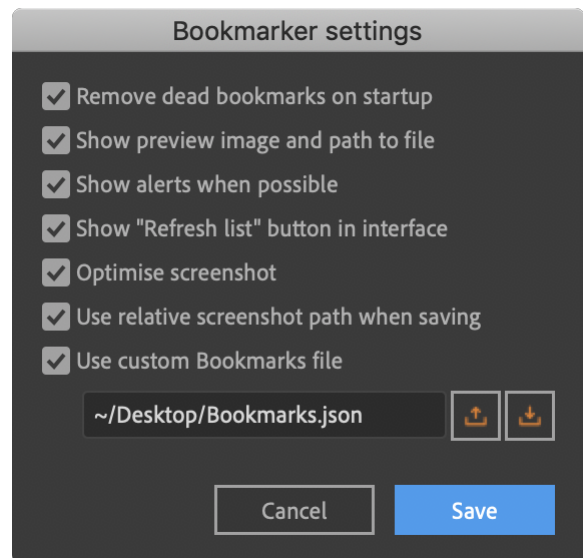 Bookmarker settings
Remove dead bookmarks on startup
Show preview image and path to file
Show alerts when possible
Show "Refresh list" button in interface
Optimise screenshot
Use relative screenshot path when saving
Use custom Bookmarks file
~/Desktop/Bookmarks.json
Cancel Save